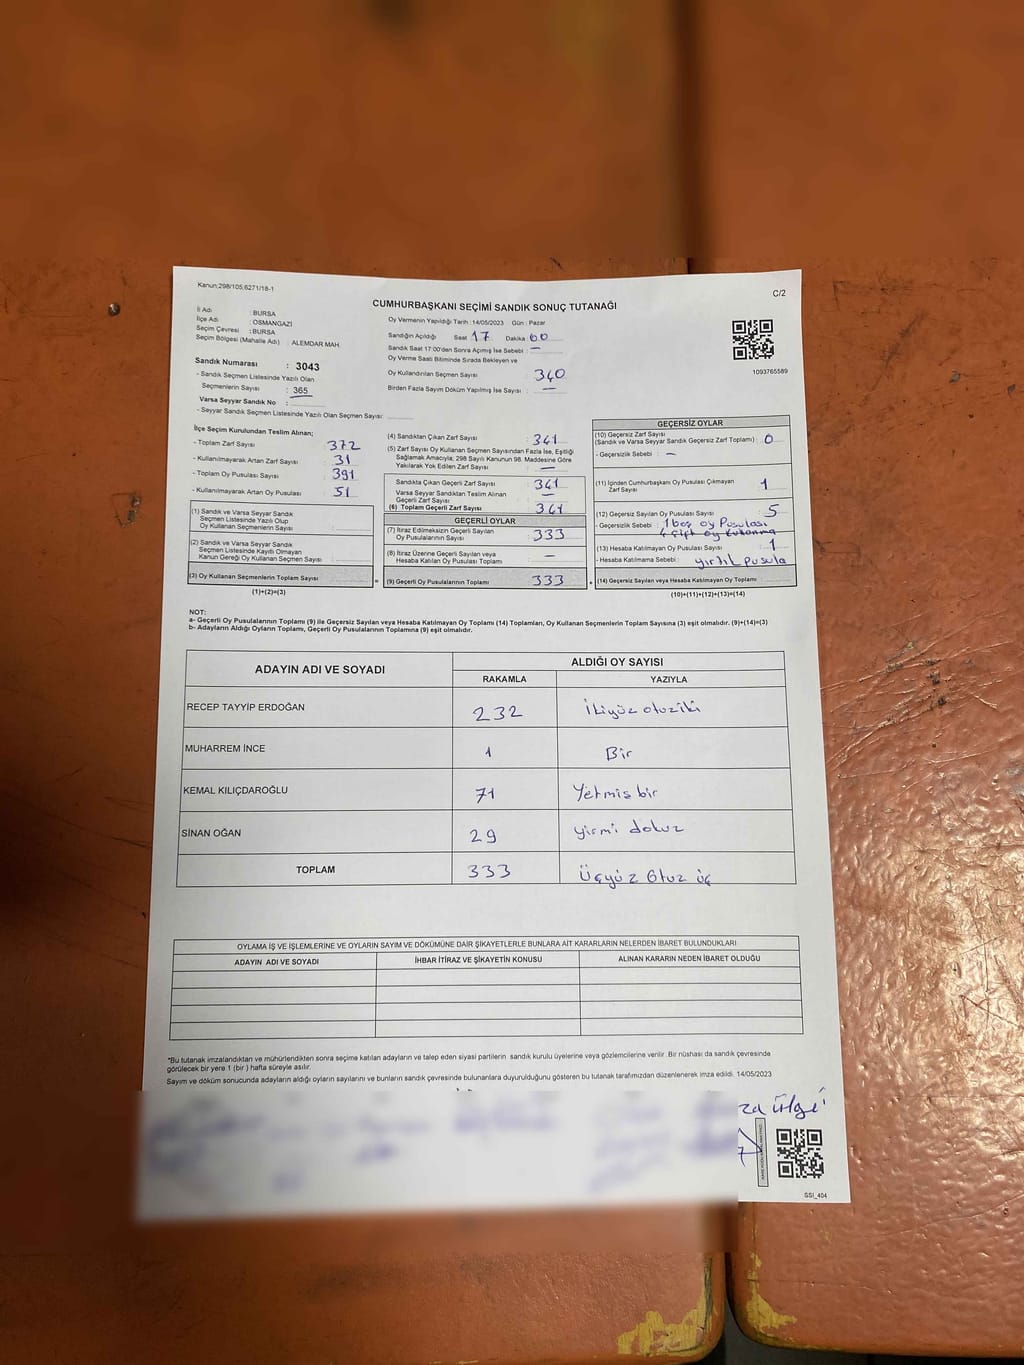 Kanun:298/105;6271/18-1
C/2
CUMHURBAŞKANI SEÇİMİ SANDIK SONUÇ TUTANAĞI
İl Adı : BURSA
İlçe Adı : OSMANGAZİ
Seçim Çevresi : BURSA
Seçim Bölgesi (Mahalle Adı) : ALEMDAR MAH.
Sandık Numarası : 3043
- Sandık Seçmen Listesinde Yazılı Olan
Seçmenlerin Sayısı : 365
Varsa Seyyar Sandık No :
- Seyyar Sandık Seçmen Listesinde Yazılı Olan Seçmen Sayısı:
Oy Vermenin Yapıldığı Tarih :14/05/2023 Gün : Pazar
Sandığın Açıldığı Saat 17 Dakika 00
Sandık Saat 17:00'den Sonra Açımış İse Sebebi : —
Oy Verme Saati Bitiminde Sırada Bekleyen ve
Oy Kullandırılan Seçmen Sayısı : 340
Birden Fazla Sayım Döküm Yapılmış İse Sayısı : —
1093765589
İlçe Seçim Kurulundan Teslim Alınan;
- Toplam Zarf Sayısı : 372
- Kullanılmayarak Artan Zarf Sayısı : 31
- Toplam Oy Pusulası Sayısı : 391
- Kullanılmayarak Artan Oy Pusulası : 51
(1) Sandık ve Varsa Seyyar Sandık
Seçmen Listesinde Yazılı Olup
Oy Kullanan Seçmenlerin Sayısı :
(2) Sandık ve Varsa Seyyar Sandık
Seçmen Listesinde Kayıtlı Olmayan
Kanun Gereği Oy Kullanan Seçmen Sayısı :
(3) Oy Kullanan Seçmenlerin Toplam Sayısı
(1)+(2)=(3)
(4) Sandıktan Çıkan Zarf Sayısı : 341
(5) Zarf Sayısı Oy Kullanan Seçmen Sayısından Fazla İse, Eşitliği
Sağlamak Amacıyla; 298 Sayılı Kanunun 98. Maddesine Göre
Yakılarak Yok Edilen Zarf Sayısı : —
Sandıkta Çıkan Geçerli Zarf Sayısı : 341
Varsa Seyyar Sandıktan Teslim Alınan
Geçerli Zarf Sayısı : —
(6) Toplam Geçerli Zarf Sayısı : 341
GEÇERLİ OYLAR
(7) İtiraz Edilmeksizin Geçerli Sayılan
Oy Pusulalarının Sayısı : 333
(8) İtiraz Üzerine Geçerli Sayılan veya
Hesaba Katılan Oy Pusulası Toplamı : —
= (9) Geçerli Oy Pusulalarının Toplamı : 333
GEÇERSİZ OYLAR
(10) Geçersiz Zarf Sayısı
(Sandık ve Varsa Seyyar Sandık Geçersiz Zarf Toplamı) : 0
- Geçersizlik Sebebi : —
(11) İçinden Cumhurbaşkanı Oy Pusulası Çıkmayan
Zarf Sayısı : 1
(12) Geçersiz Sayılan Oy Pusulası Sayısı : 5
- Geçersizlik Sebebi : 1 boş oy Pusulası
4 çift oy kullanma
(13) Hesaba Katılmayan Oy Pusulası Sayısı : 1
- Hesaba Katılmama Sebebi : yırtık pusula
+ (14) Geçersiz Sayılan veya Hesaba Katılmayan Oy Toplamı :
(10)+(11)+(12)+(13)=(14)
NOT:
a- Geçerli Oy Pusulalarının Toplamı (9) ile Geçersiz Sayılan veya Hesaba Katılmayan Oy Toplamı (14) Toplamları, Oy Kullanan Seçmenlerin Toplam Sayısına (3) eşit olmalıdır. (9)+(14)=(3)
b- Adayların Aldığı Oyların Toplamı, Geçerli Oy Pusulalarının Toplamına (9) eşit olmalıdır.
ADAYIN ADI VE SOYADI ALDIĞI OY SAYISI
RAKAMLA YAZIYLA
RECEP TAYYİP ERDOĞAN 232 İkiyüz otuziki
MUHARREM İNCE 1 Bir
KEMAL KILIÇDAROĞLU 71 Yetmiş bir
SİNAN OĞAN 29 yirmi dokuz
TOPLAM 333 Üçyüz Otuz üç
OYLAMA İŞ VE İŞLEMLERİNE VE OYLARIN SAYIM VE DÖKÜMÜNE DAİR ŞİKAYETLERLE BUNLARA AİT KARARLARIN NELERDEN İBARET BULUNDUKLARI
ADAYIN ADI VE SOYADI İHBAR İTİRAZ VE ŞİKAYETİN KONUSU ALINAN KARARIN NEDEN İBARET OLDUĞU
*Bu tutanak imzalandıktan ve mühürlendikten sonra seçime katılan adayların ve talep eden siyasi partilerin sandık kurulu üyelerine veya gözlemcilerine verilir. Bir nüshası da sandık çevresinde
görülecek bir yere 1 (bir ) hafta süreyle asılır.
Sayım ve döküm sonucunda adayların aldığı oyların sayılarını ve bunların sandık çevresinde bulunanlara duyurulduğunu gösteren bu tutanak tarafımızdan düzenlenerek imza edildi. 14/05/2023
SSI_404